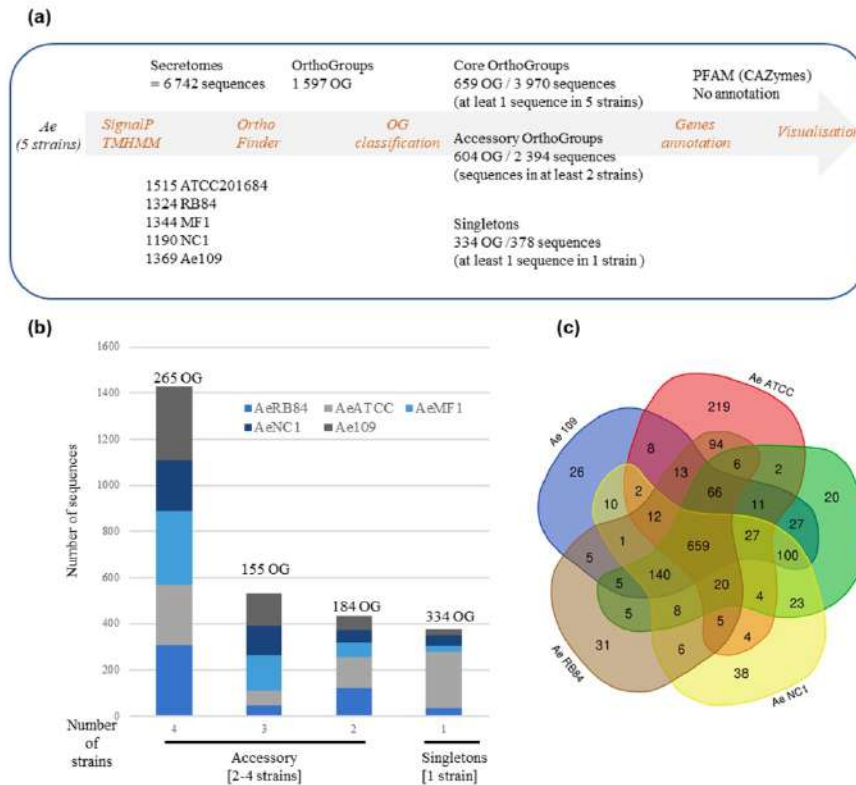 (a)
Secretomes
= 6 742 sequences
OrthoGroups
1 597 OG
Core OrthoGroups
659 OG / 3 970 sequences
(at least 1 sequence in 5 strains)
PFAM (CAZymes)
No annotation
Ae
(5 strains)
SignalP
TMHMM
Ortho
Finder
OG
classification
Accessory OrthoGroups
604 OG / 2 394 sequences
(sequences in at least 2 strains)
Genes
annotation
Visualisation
1515 ATCC201684
1324 RB84
1344 MF1
1190 NC1
1369 Ae109
Singletons
334 OG /378 sequences
(at least 1 sequence in 1 strain )
(b)
Number of sequences
1600
1400
1200
1000
800
600
400
200
0
265 OG
155 OG
184 OG
334 OG
AeRB84
AeATCC
AeMF1
AeNC1
Ae109
Number
of
strains
4
3
2
1
Accessory
[2-4 strains]
Singletons
[1 strain]
(c)
Ae ATCC
Ae 109
Ae RB84
Ae NC1
219
8
94
6
2
20
26
13
66
11
27
10
2
12
659
27
100
1
5
5
140
20
4
23
5
8
5
4
31
6
38